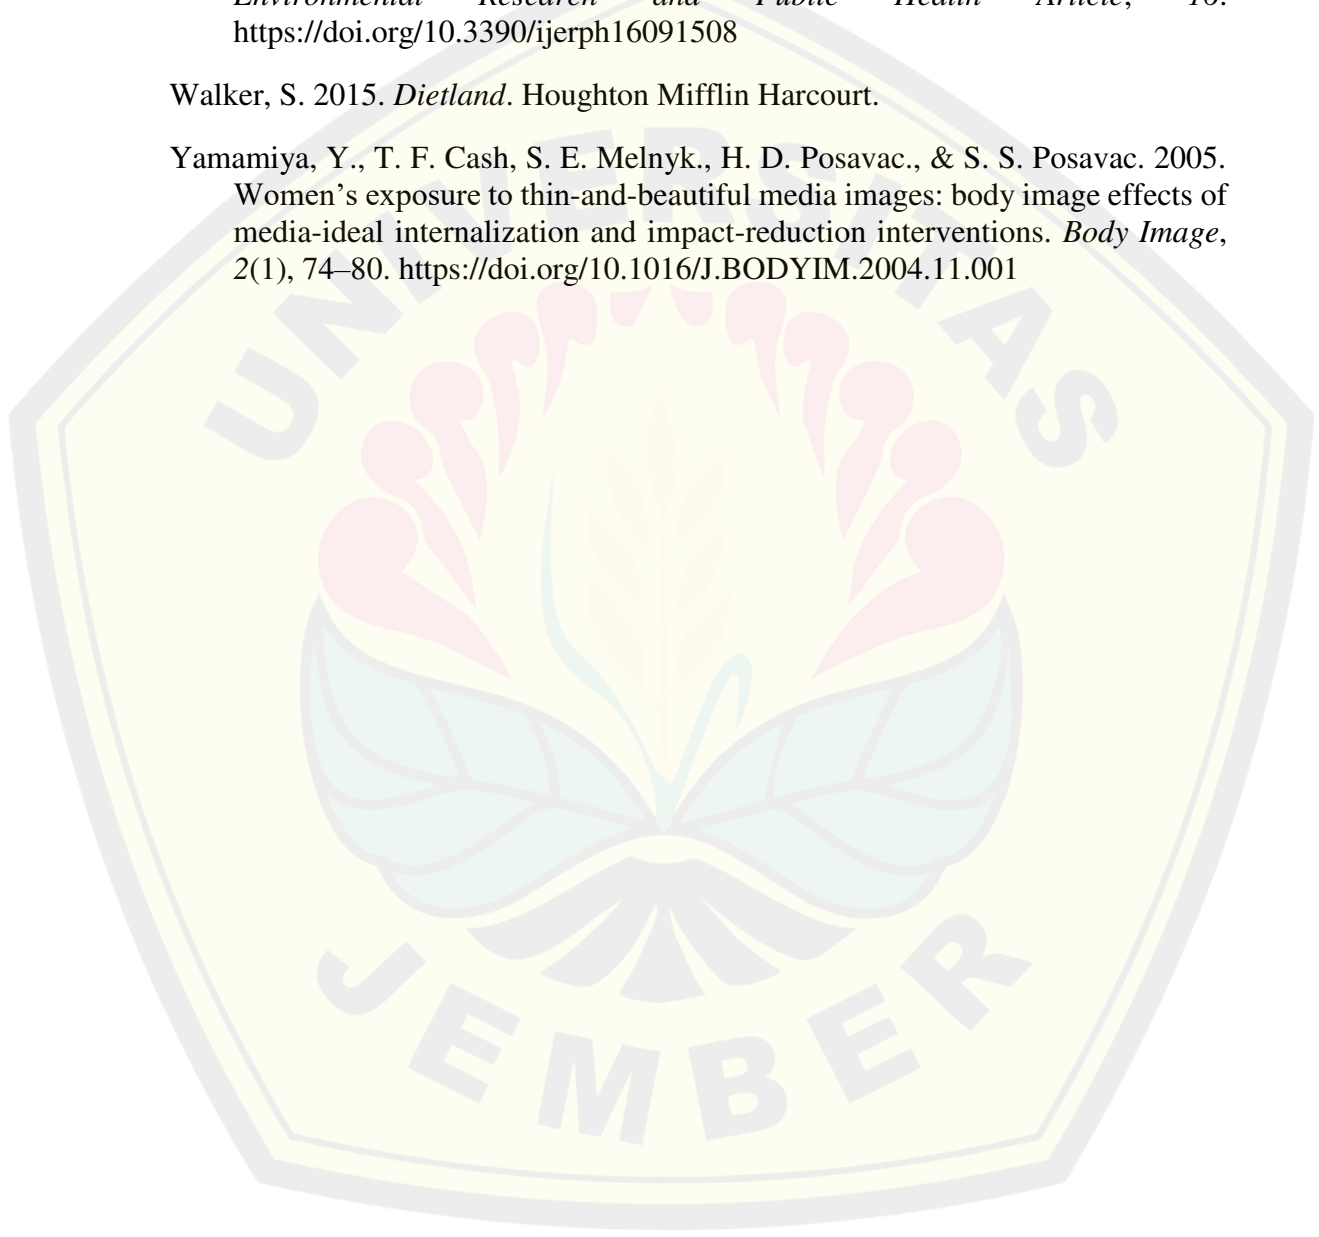 Environmental Research and Public Health Article, 16.
https://doi.org/10.3390/ijerph16091508
Walker, S. 2015. Dietland. Houghton Mifflin Harcourt.
Yamamiya, Y., T. F. Cash, S. E. Melnyk., H. D. Posavac., & S. S. Posavac. 2005.
Women’s exposure to thin-and-beautiful media images: body image effects of
media-ideal internalization and impact-reduction interventions. Body Image,
2(1), 74–80. https://doi.org/10.1016/J.BODYIM.2004.11.001
UNIVERSITAS
JEMBER